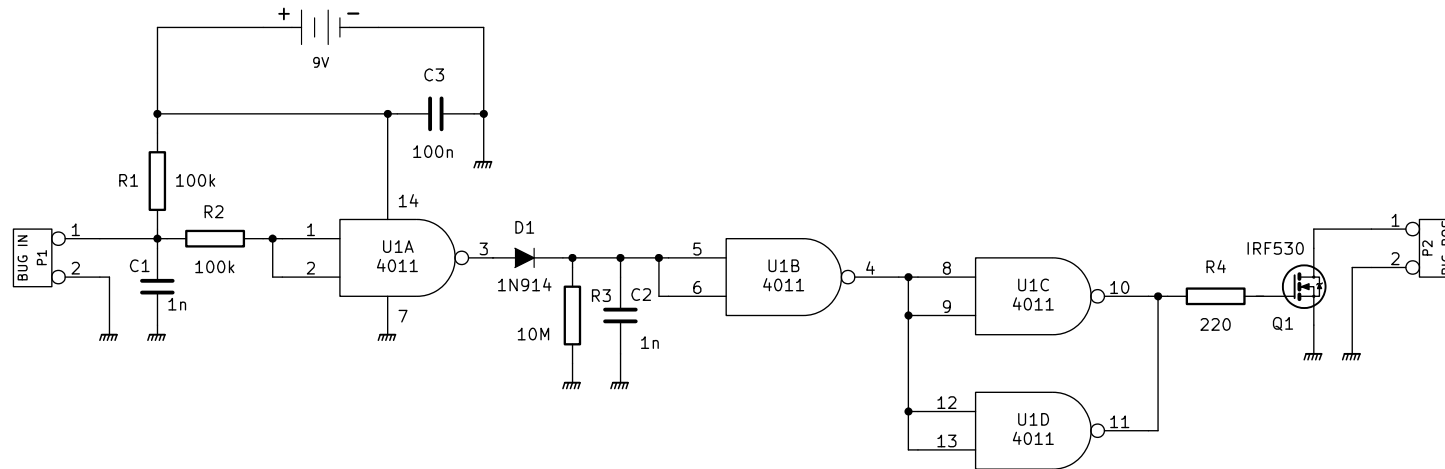 + −
9V
C3
100n
R1 100k
14
R2
100k
BUG IN
P1
1
2
C1
1n
1
2
U1A
4011
3
7
D1
1N914
R3
10M
C2
1n
5
6
U1B
4011
4
8
9
U1C
4011
10
12
13
U1D
4011
11
R4
220
IRF530
Q1
1
2
P2